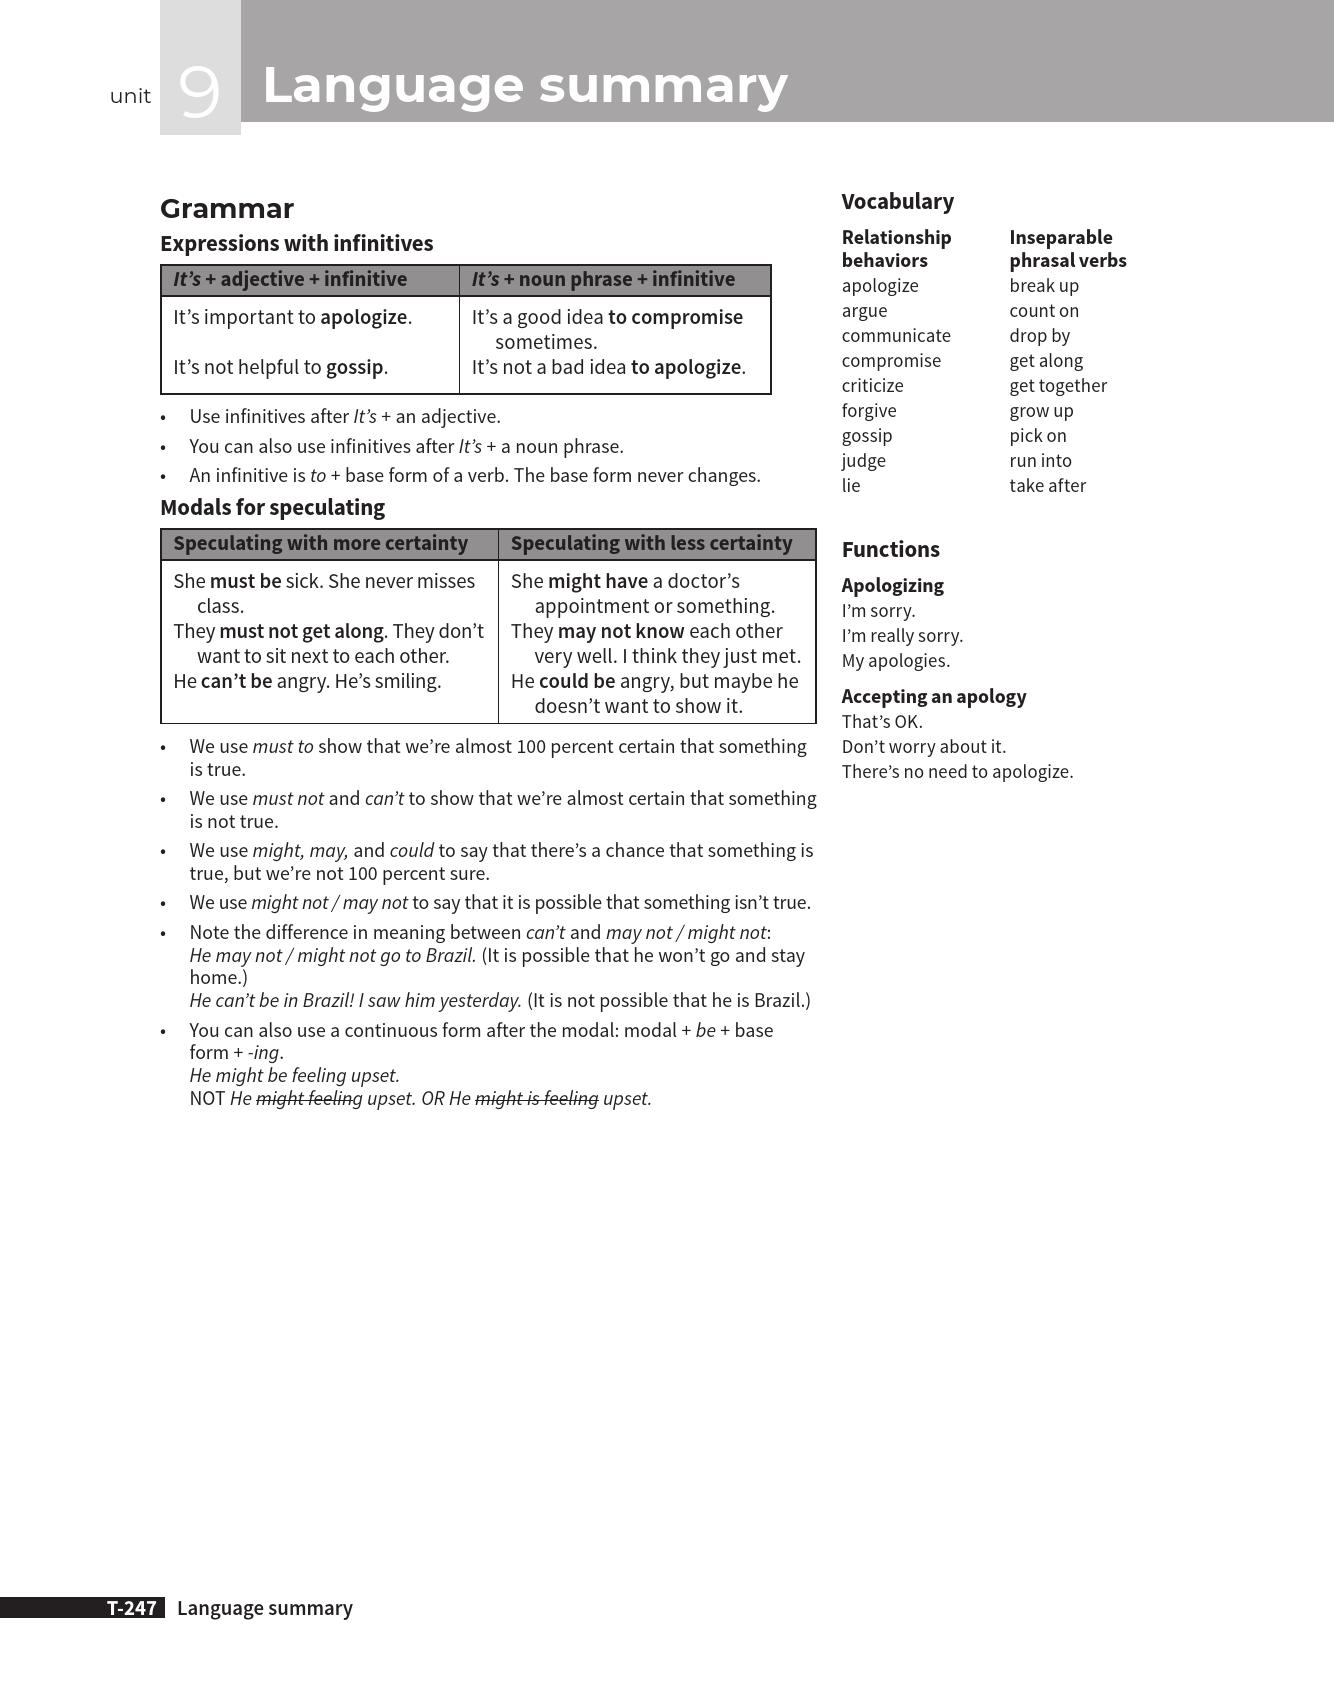 unit 9 Language summary
Grammar
Expressions with infinitives
It’s + adjective + infinitive It’s + noun phrase + infinitive
It’s important to apologize. It’s a good idea to compromise
sometimes.
It’s not helpful to gossip. It’s not a bad idea to apologize.
• Use infinitives after It’s + an adjective.
• You can also use infinitives after It’s + a noun phrase.
• An infinitive is to + base form of a verb. The base form never changes.
Modals for speculating
Speculating with more certainty Speculating with less certainty
She must be sick. She never misses
class.
They must not get along. They don’t
want to sit next to each other.
He can’t be angry. He’s smiling.
She might have a doctor’s
appointment or something.
They may not know each other
very well. I think they just met.
He could be angry, but maybe he
doesn’t want to show it.
• We use must to show that we’re almost 100 percent certain that something
is true.
• We use must not and can’t to show that we’re almost certain that something
is not true.
• We use might, may, and could to say that there’s a chance that something is
true, but we’re not 100 percent sure.
• We use might not / may not to say that it is possible that something isn’t true.
• Note the difference in meaning between can’t and may not / might not:
He may not / might not go to Brazil. (It is possible that he won’t go and stay
home.)
He can’t be in Brazil! I saw him yesterday. (It is not possible that he is Brazil.)
• You can also use a continuous form after the modal: modal + be + base
form + -ing.
He might be feeling upset.
NOT He might feeling upset. OR He might is feeling upset.
Vocabulary
Relationship
behaviors
apologize
argue
communicate
compromise
criticize
forgive
gossip
judge
lie
Inseparable
phrasal verbs
break up
count on
drop by
get along
get together
grow up
pick on
run into
take after
Functions
Apologizing
I’m sorry.
I’m really sorry.
My apologies.
Accepting an apology
That’s OK.
Don’t worry about it.
There’s no need to apologize.
T-247 Language summary